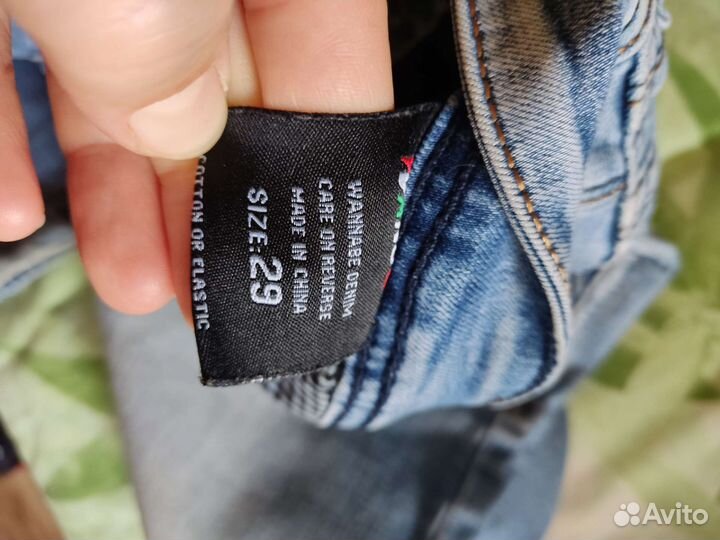 WANNABE DENIM
CARE ON REVERSE
MADE IN CHINA
SIZE:29
COTTON OR ELASTIC
Avito